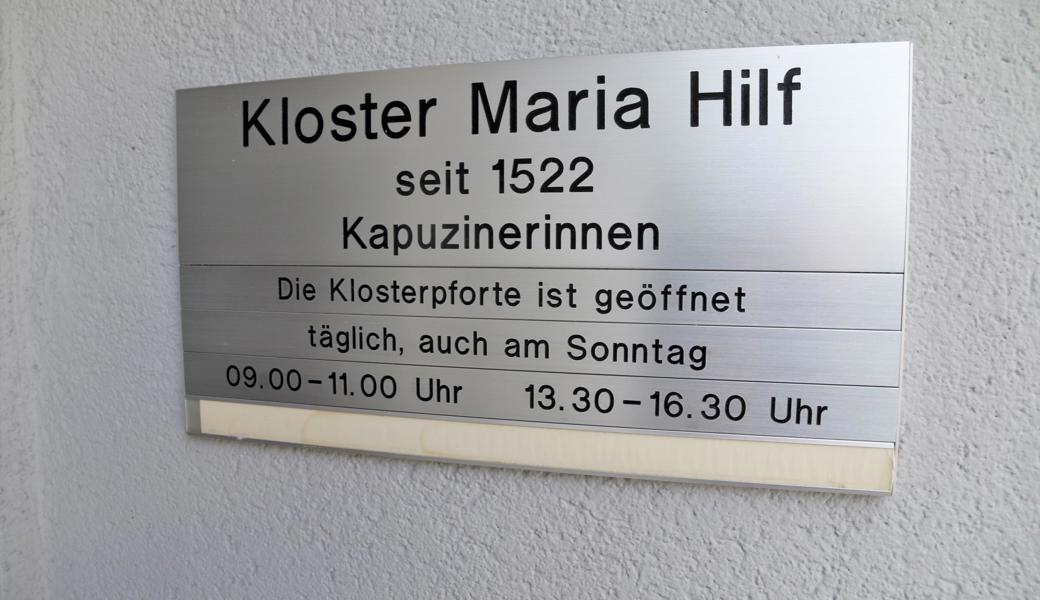 Kloster Maria Hilf
seit 1522
Kapuzinerinnen
Die Klosterpforte ist geöffnet
täglich, auch am Sonntag
09.00–11.00 Uhr 13.30–16.30 Uhr